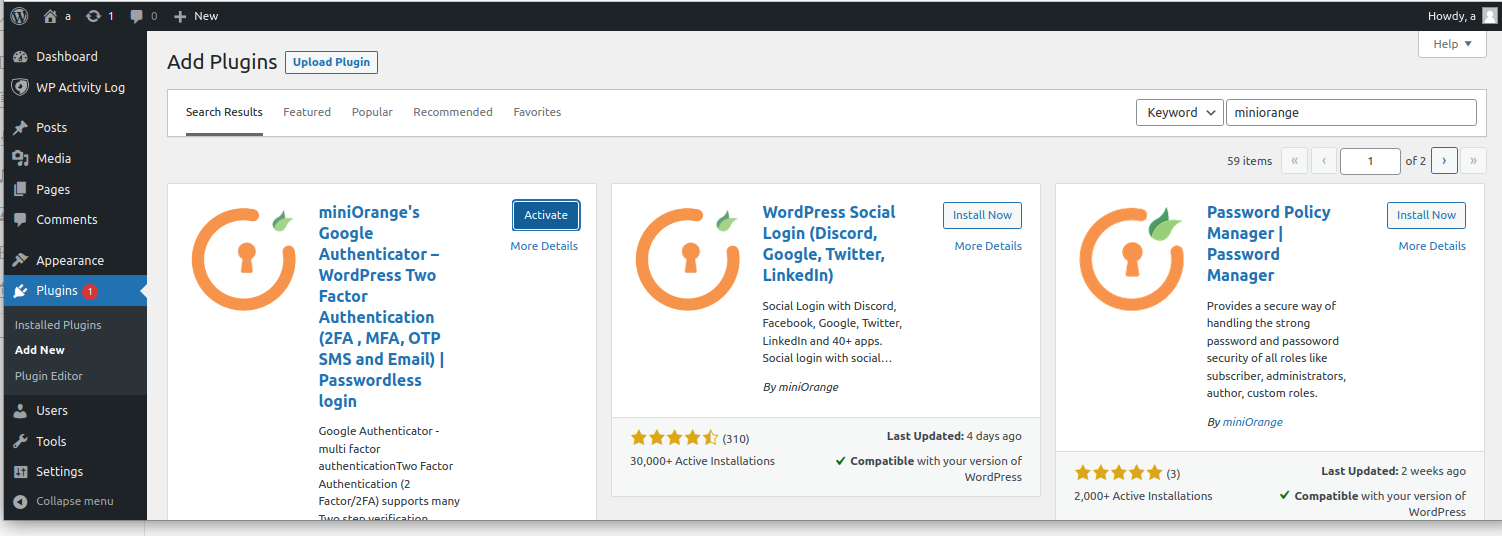 a 1 0 New Howdy, a
Help
Dashboard
WP Activity Log
Posts
Media
Pages
Comments
Appearance
Plugins 1
Installed Plugins
Add New
Plugin Editor
Users
Tools
Settings
Collapse menu
Add Plugins Upload Plugin
Search Results Featured Popular Recommended Favorites Keyword miniorange
59 items « ‹ 1 of 2 › »
miniOrange's
Google
Authenticator –
WordPress Two
Factor
Authentication
(2FA , MFA, OTP
SMS and Email) |
Passwordless
login
Activate
More Details
Google Authenticator -
multi factor
authenticationTwo Factor
Authentication (2
Factor/2FA) supports many
Two step verification
WordPress Social
Login (Discord,
Google, Twitter,
LinkedIn)
Install Now
More Details
Social Login with Discord,
Facebook, Google, Twitter,
LinkedIn and 40+ apps.
Social login with social…
By miniOrange
(310)
30,000+ Active Installations
Last Updated: 4 days ago
Compatible with your version of
WordPress
Password Policy
Manager |
Password
Manager
Install Now
More Details
Provides a secure way of
handling the strong
password and passoword
security of all roles like
subscriber, administrators,
author, custom roles.
By miniOrange
(3)
2,000+ Active Installations
Last Updated: 2 weeks ago
Compatible with your version of
WordPress